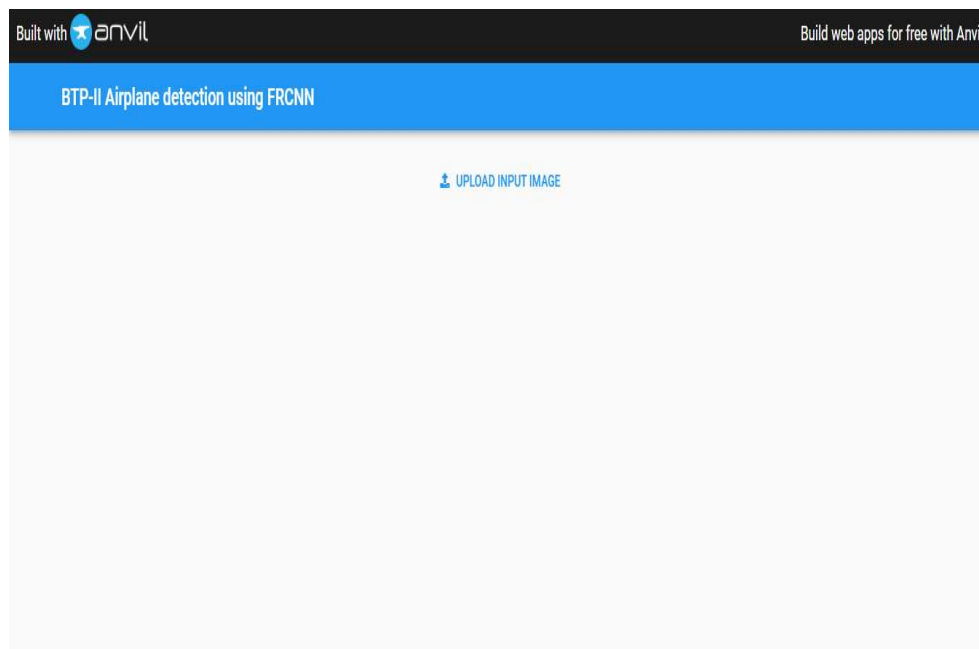 Built with anvil
Build web apps for free with Anvi
BTP-II Airplane detection using FRCNN
UPLOAD INPUT IMAGE